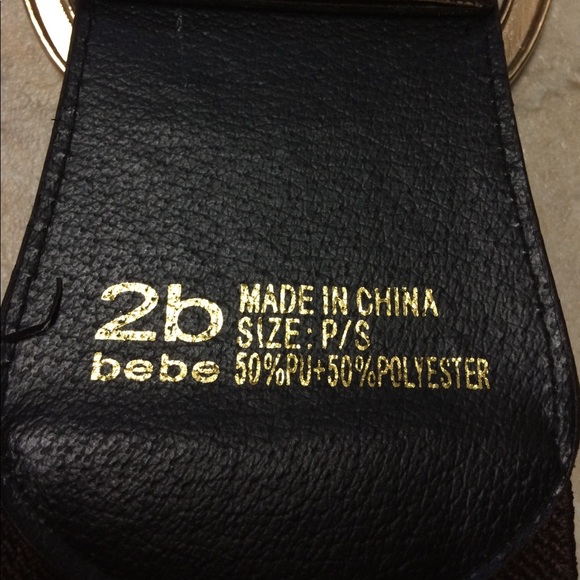 2b bebe
MADE IN CHINA
SIZE: P/S
50%PU+50%POLYESTER